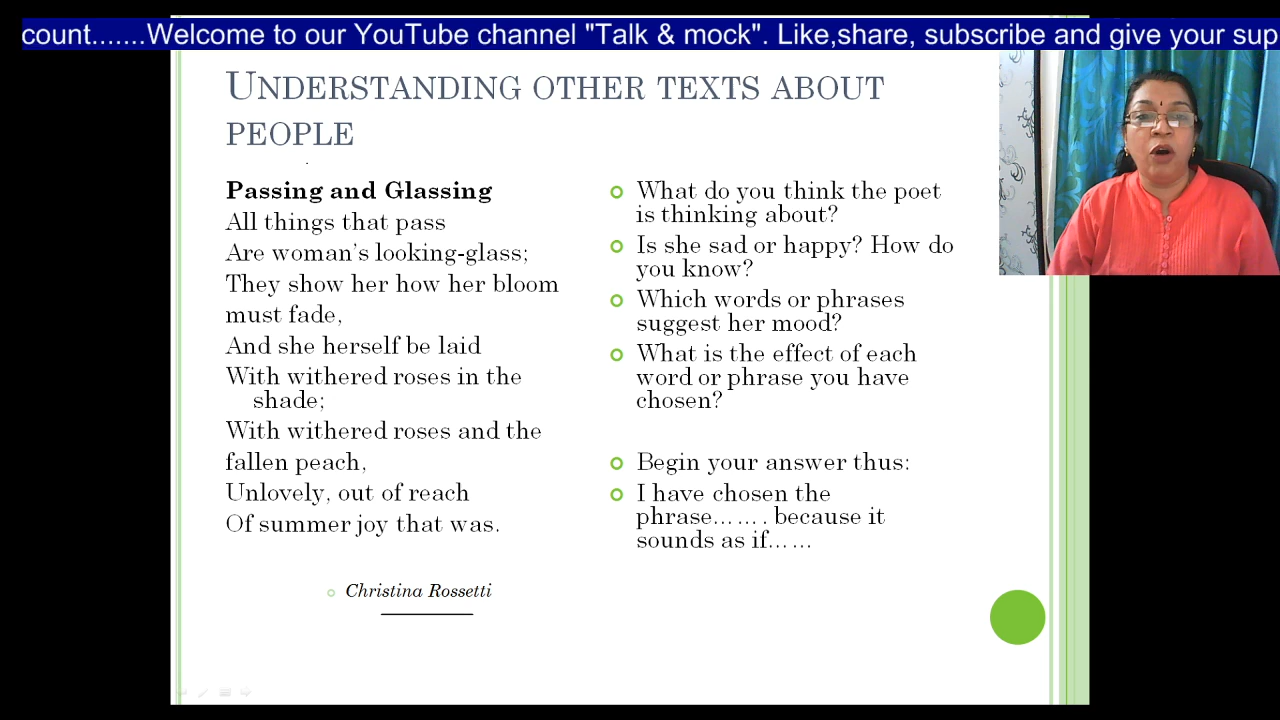 count.......Welcome to our YouTube channel "Talk & mock". Like,share, subscribe and give your sup
UNDERSTANDING OTHER TEXTS ABOUT
PEOPLE
Passing and Glassing
All things that pass
Are woman's looking-glass;
They show her how her bloom
must fade,
And she herself be laid
With withered roses in the
shade;
With withered roses and the
fallen peach,
Unlovely, out of reach
Of summer joy that was.
Christina Rossetti
What do you think the poet
is thinking about?
Is she sad or happy? How do
you know?
Which words or phrases
suggest her mood?
What is the effect of each
word or phrase you have
chosen?
Begin your answer thus:
I have chosen the
phrase……. because it
sounds as if……